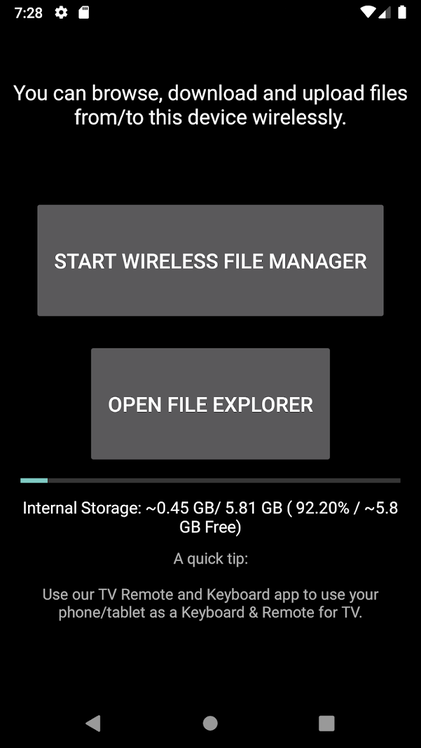 7:28
You can browse, download and upload files
from/to this device wirelessly.
START WIRELESS FILE MANAGER
OPEN FILE EXPLORER
Internal Storage: ~0.45 GB/ 5.81 GB ( 92.20% / ~5.8
GB Free)
A quick tip:
Use our TV Remote and Keyboard app to use your
phone/tablet as a Keyboard & Remote for TV.